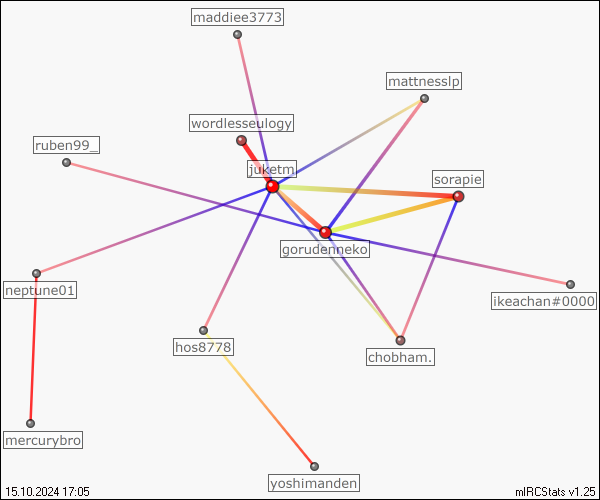 maddiee3773
mattnesslp
wordlesseulogy
ruben99_
juketm
sorapie
gorudenneko
neptune01
ikeachan#0000
hos8778
chobham.
mercurybro
yoshimanden
15.10.2024 17:05
mIRCStats v1.25